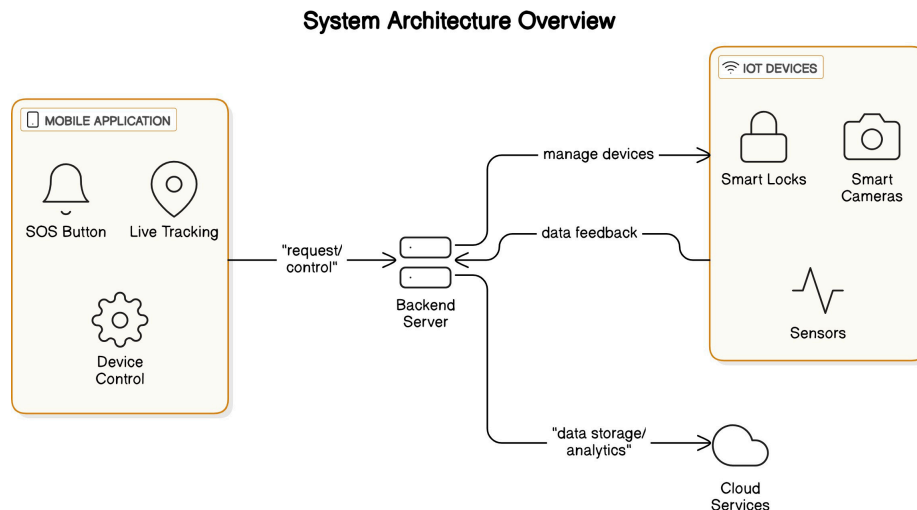 System Architecture Overview
IOT DEVICES
MOBILE APPLICATION
manage devices
Smart Locks
Smart
Cameras
SOS Button
Live Tracking
data feedback
"request/
control"
Backend
Server
Sensors
Device
Control
"data storage/
analytics"
Cloud
Services